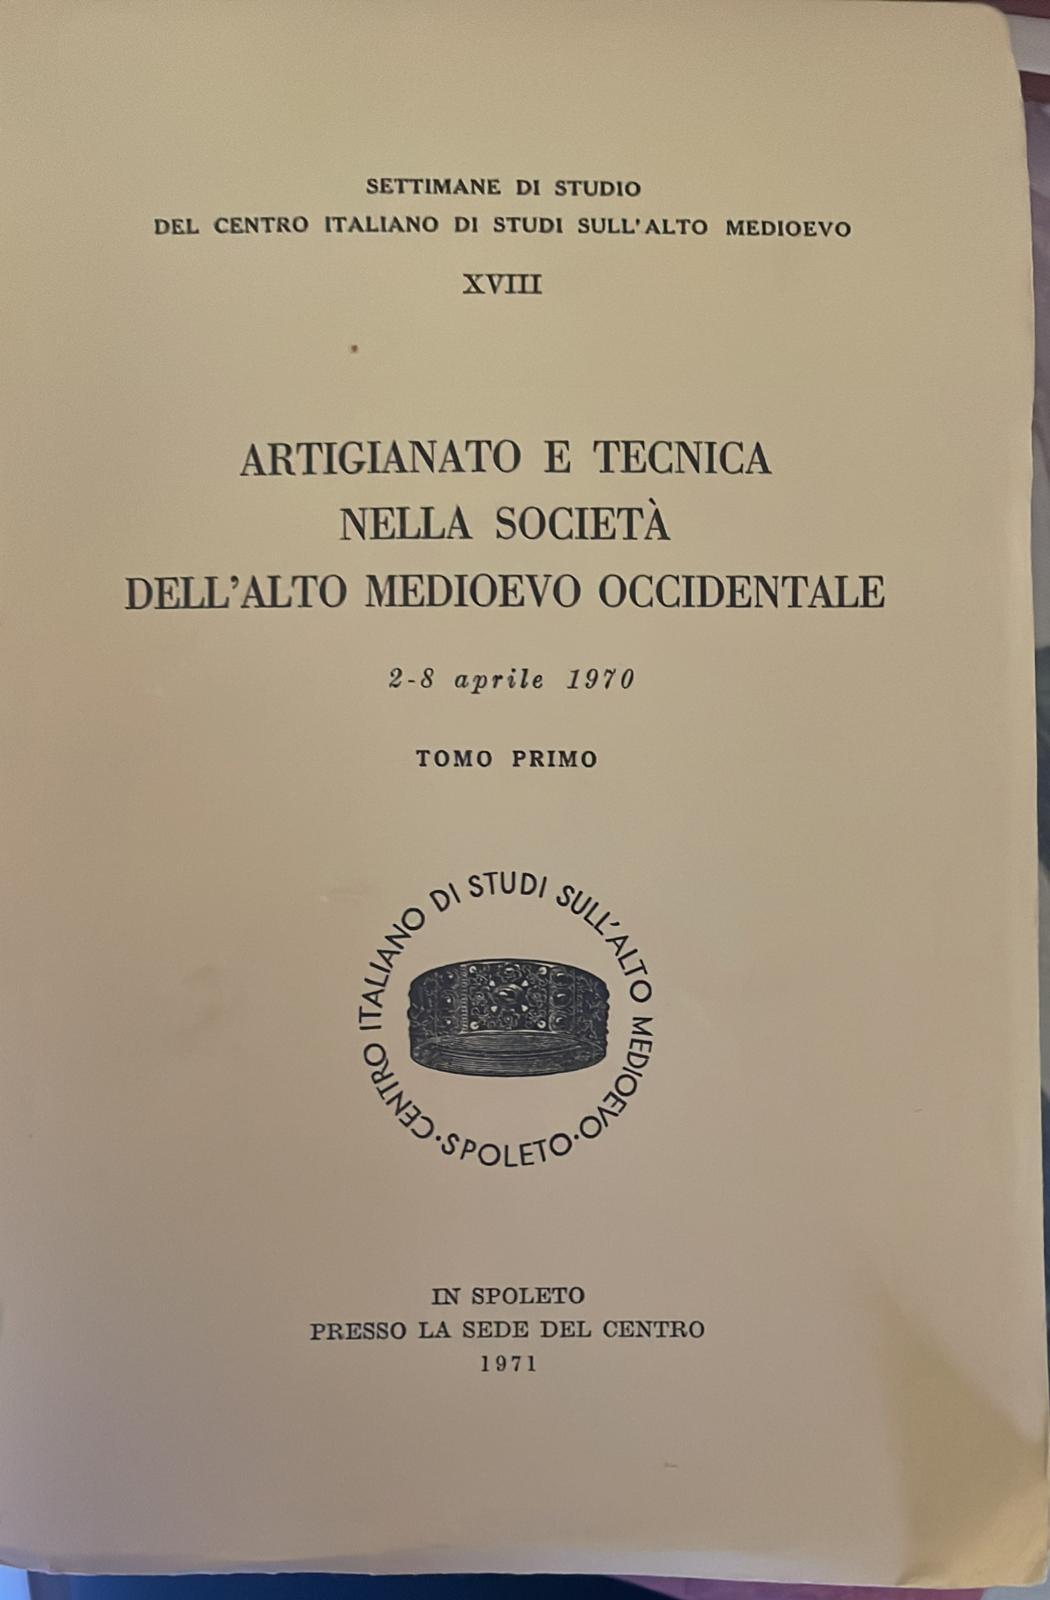 SETTIMANE DI STUDIO
DEL CENTRO ITALIANO DI STUDI SULL'ALTO MEDIOEVO
XVIII
ARTIGIANATO E TECNICA
NELLA SOCIETÀ
DELL'ALTO MEDIOEVO OCCIDENTALE
2-8 aprile 1970
TOMO PRIMO
CENTRO ITALIANO DI STUDI SULL'ALTO MEDIOEVO
·SPOLETO·
IN SPOLETO
PRESSO LA SEDE DEL CENTRO
1971